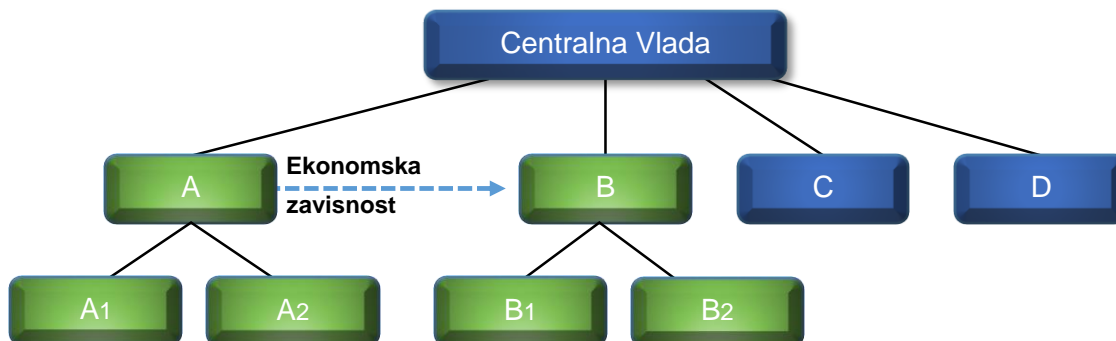 Centralna Vlada
A
Ekonomska
zavisnost
B
C
D
A1
A2
B1
B2